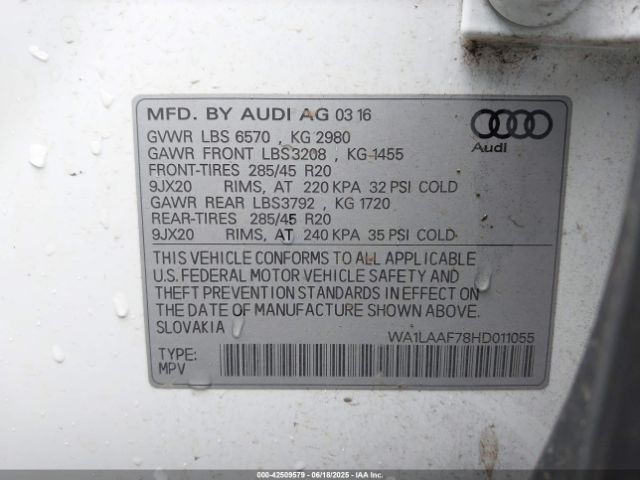 MFD. BY AUDI AG 03 16
GVWR LBS 6570 , KG 2980
GAWR FRONT LBS 3208 , KG 1455
FRONT-TIRES 285/45 R20
9JX20 RIMS, AT 220 KPA 32 PSI COLD
GAWR REAR LBS3792 , KG 1720
REAR-TIRES 285/45 R20
9JX20 RIMS, AT 240 KPA 35 PSI COLD
Audi
THIS VEHICLE CONFORMS TO ALL APPLICABLE
U.S. FEDERAL MOTOR VEHICLE SAFETY AND
THEFT PREVENTION STANDARDS IN EFFECT ON
THE DATE OF MANUFACTURE SHOWN ABOVE.
SLOVAKIA
WA1LAAF78HD011055
TYPE:
MPV
000-42509579 - 06/18/2025 - IAAI.COM